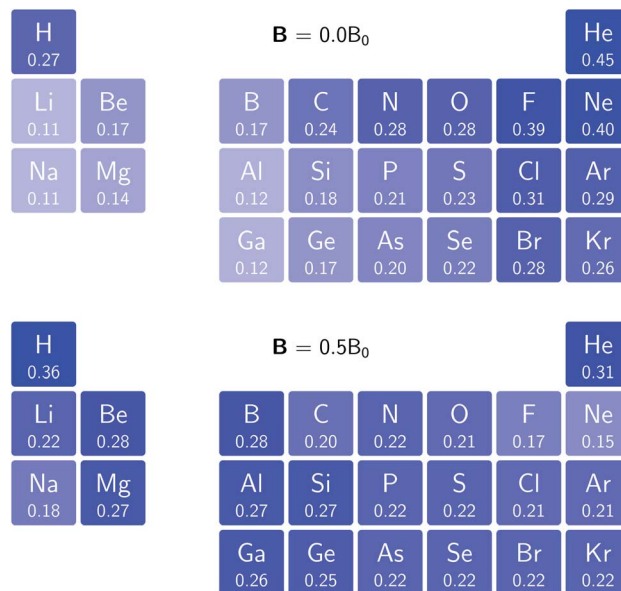 H B = 0.0B₀ He
0.27 0.45
Li Be B C N O F Ne
0.11 0.17 0.17 0.24 0.28 0.28 0.39 0.40
Na Mg Al Si P S Cl Ar
0.11 0.14 0.12 0.18 0.21 0.23 0.31 0.29
Ga Ge As Se Br Kr
0.12 0.17 0.20 0.22 0.28 0.26
H B = 0.5B₀ He
0.36 0.31
Li Be B C N O F Ne
0.22 0.28 0.28 0.20 0.22 0.21 0.17 0.15
Na Mg Al Si P S Cl Ar
0.18 0.27 0.27 0.27 0.22 0.22 0.21 0.21
Ga Ge As Se Br Kr
0.26 0.25 0.22 0.22 0.22 0.22